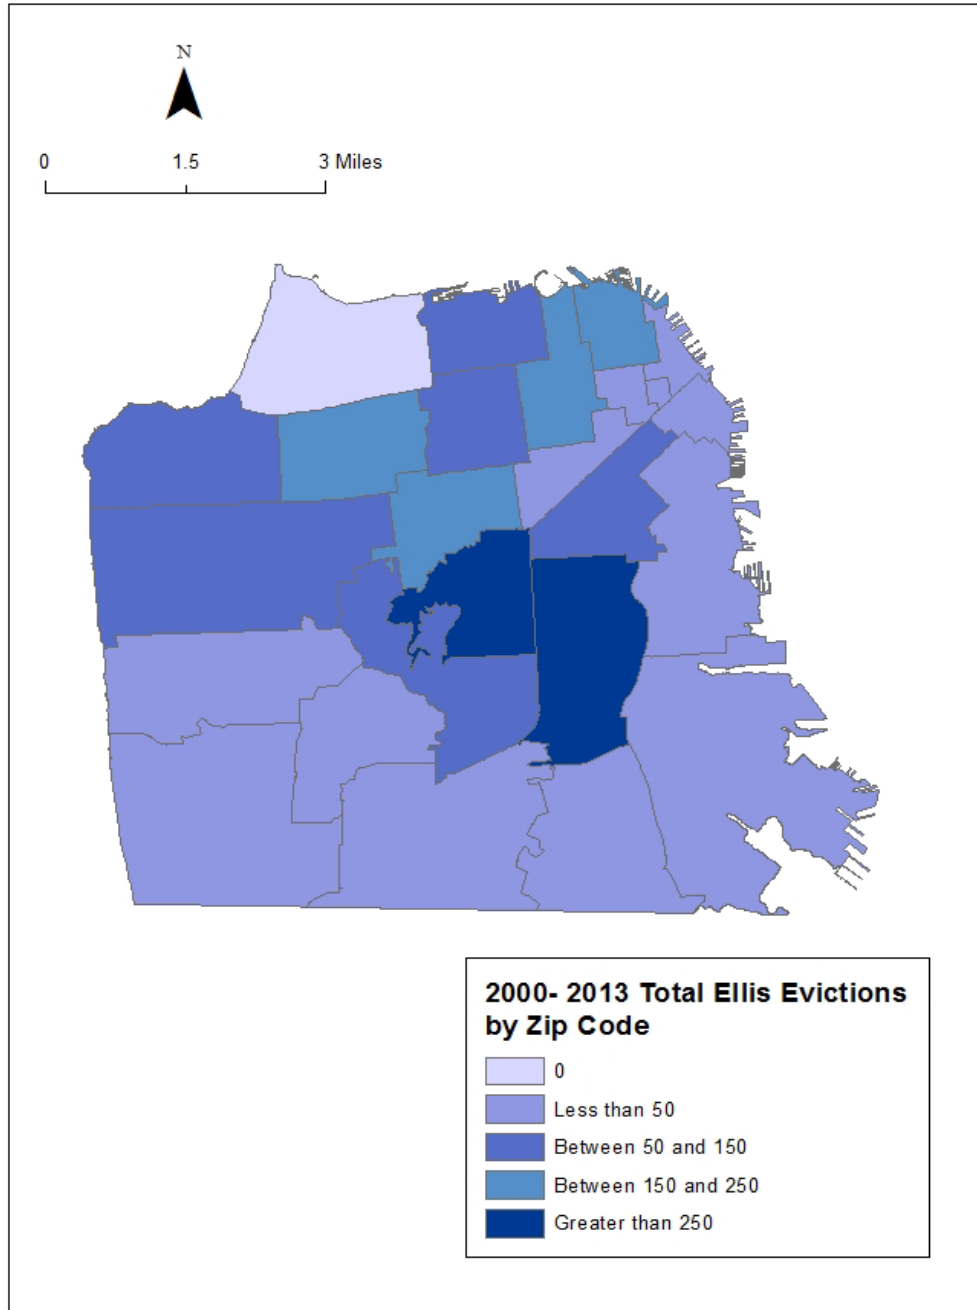 N
0 1.5 3 Miles
2000- 2013 Total Ellis Evictions
by Zip Code
0
Less than 50
Between 50 and 150
Between 150 and 250
Greater than 250